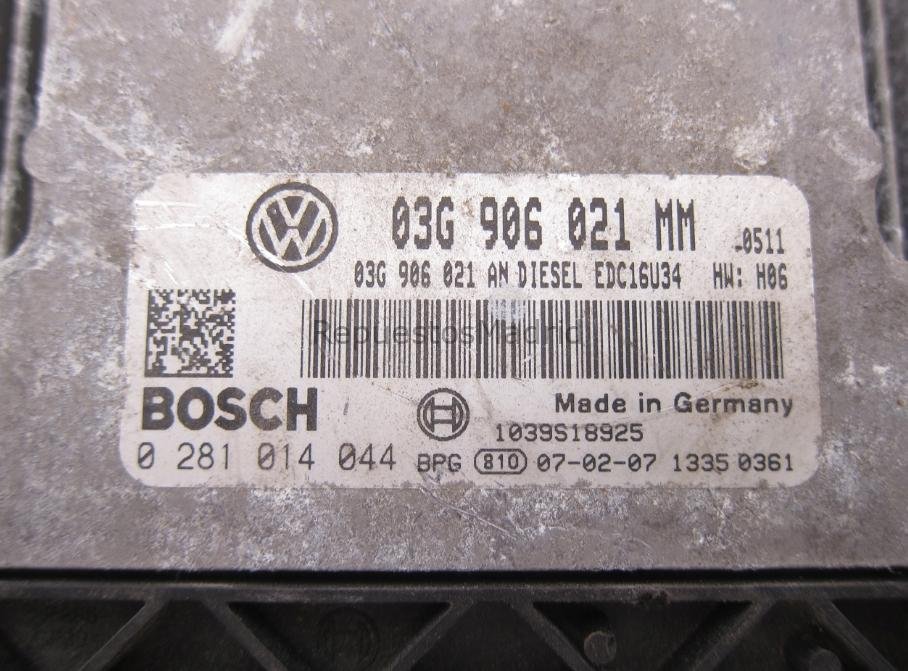 03G 906 021 MM -0511
03G 906 021 AN DIESEL EDC16U34 HW: H06
RepuestosMadrid
BOSCH Made in Germany
1039S18925
0 281 014 044 BPG 810 07-02-07 1335 0361